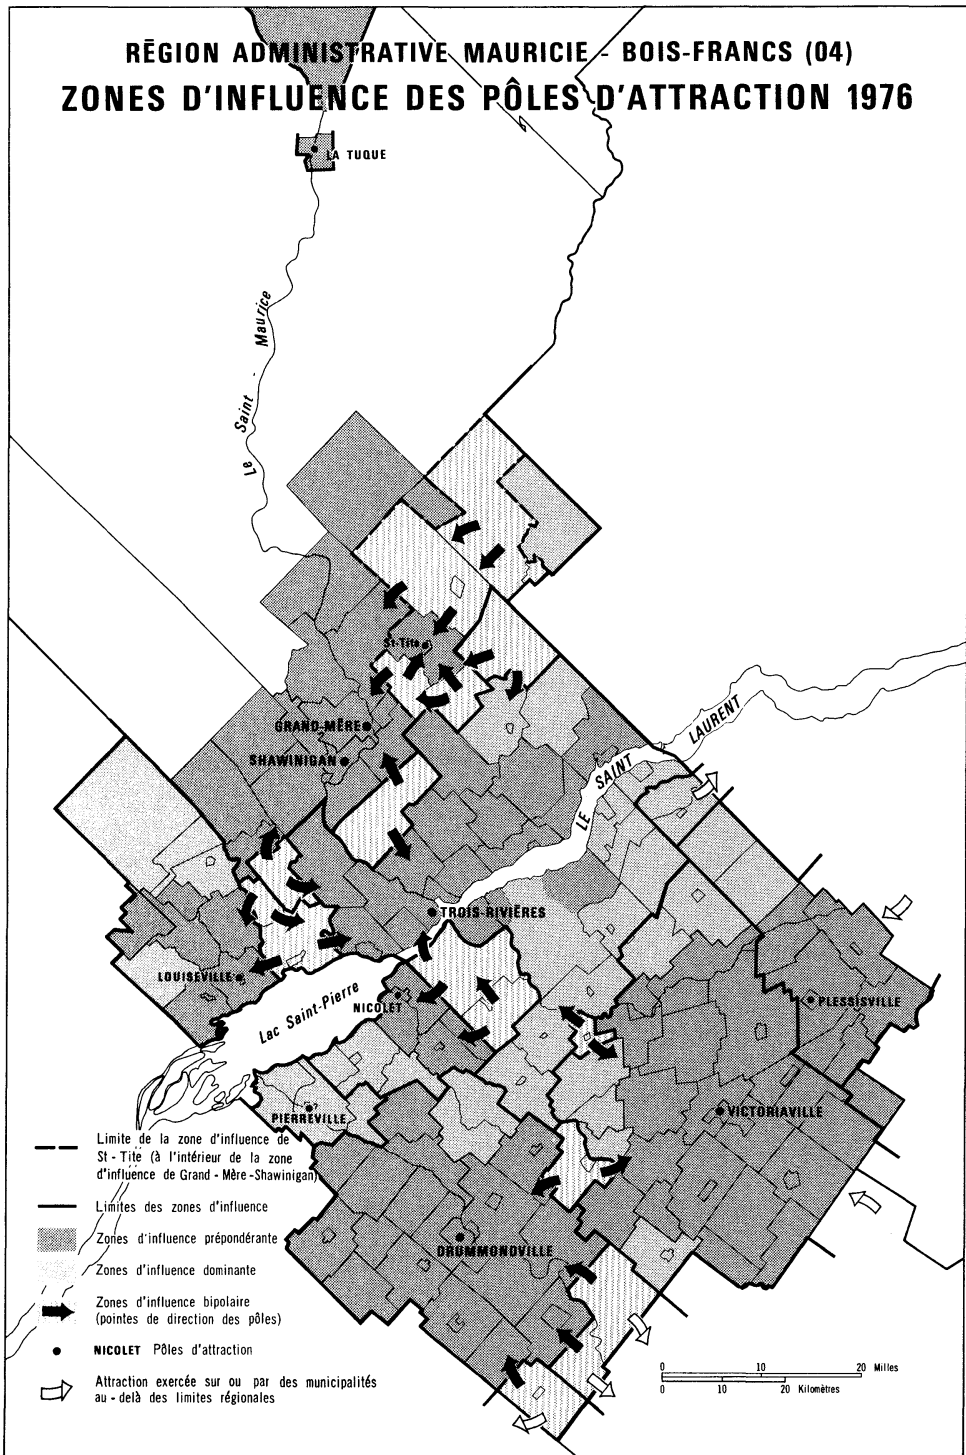 RÉGION ADMINISTRATIVE MAURICIE - BOIS-FRANCS (04)
ZONES D'INFLUENCE DES PÔLES D'ATTRACTION 1976
LA TUQUE
Le Saint - Maurice
St-Tite
GRAND-MÈRE
SHAWINIGAN
LE SAINT LAURENT
TROIS-RIVIÈRES
LOUISEVILLE
Lac Saint-Pierre
NICOLET
PLESSISVILLE
PIERREVILLE
VICTORIAVILLE
DRUMMONDVILLE
Limite de la zone d'influence de
St - Tite (à l'intérieur de la zone
d'influence de Grand - Mère - Shawinigan)
Limites des zones d'influence
Zones d'influence prépondérante
Zones d'influence dominante
Zones d'influence bipolaire
(pointes de direction des pôles)
NICOLET Pôles d'attraction
Attraction exercée sur ou par des municipalités
au - delà des limites régionales
0 10 20 Milles
0 10 20 Kilomètres